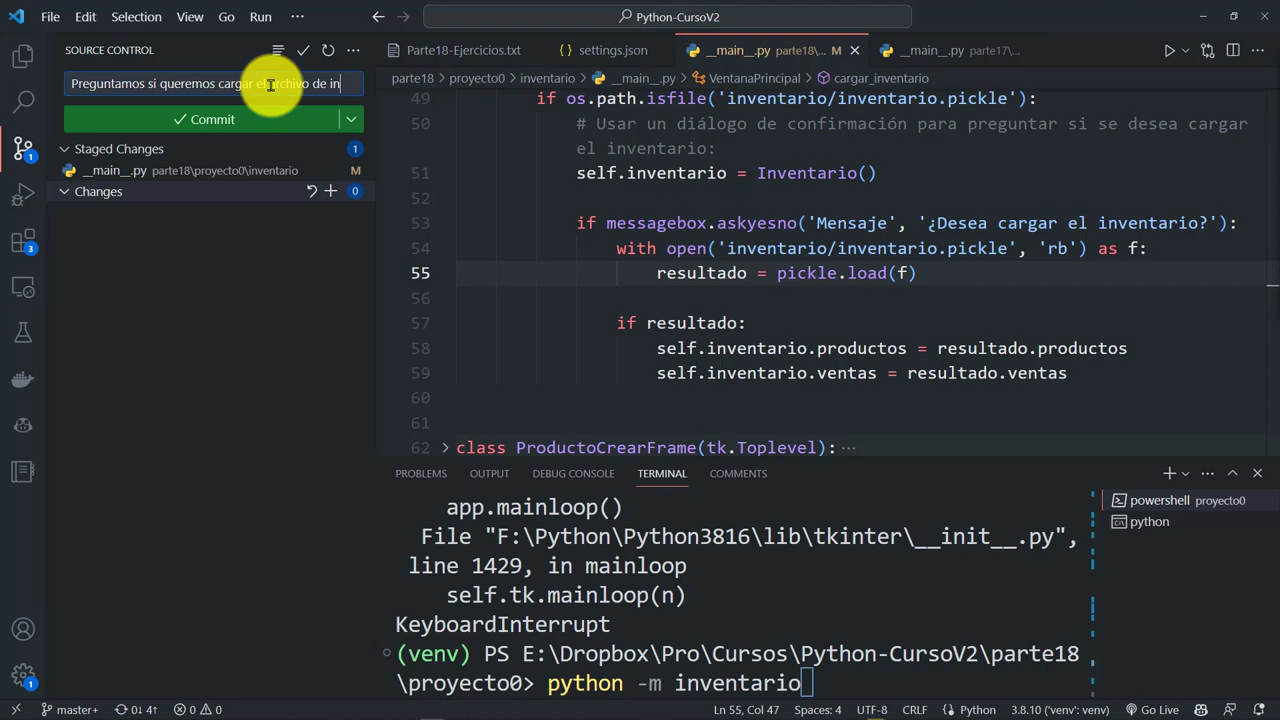 File Edit Selection View Go Run ··· Python-CursoV2
SOURCE CONTROL
Preguntamos si queremos cargar el archivo de in
Commit
Staged Changes 1
__main__.py parte18\proyecto0\inventario M
Changes 0
1
3
1
Parte18-Ejercicios.txt settings.json __main__.py parte18\... M __main__.py parte17\...
parte18 > proyecto0 > inventario > __main__.py > VentanaPrincipal > cargar_inventario
49 if os.path.isfile('inventario/inventario.pickle'):
50 # Usar un diálogo de confirmación para preguntar si se desea cargar
el inventario:
51 self.inventario = Inventario()
52
53 if messagebox.askyesno('Mensaje', '¿Desea cargar el inventario?'):
54 with open('inventario/inventario.pickle', 'rb') as f:
55 resultado = pickle.load(f)
56
57 if resultado:
58 self.inventario.productos = resultado.productos
59 self.inventario.ventas = resultado.ventas
60
61
62 class ProductoCrearFrame(tk.Toplevel):···
PROBLEMS OUTPUT DEBUG CONSOLE TERMINAL COMMENTS
app.mainloop()
File "F:\Python\Python3816\lib\tkinter\__init__.py",
line 1429, in mainloop
self.tk.mainloop(n)
KeyboardInterrupt
(venv) PS E:\Dropbox\Pro\Cursos\Python-CursoV2\parte18
\proyecto0> python -m inventario
powershell proyecto0
python
master+ 0↓ 4↑ 0 0 Ln 55, Col 47 Spaces: 4 UTF-8 CRLF Python 3.8.10 ('venv': venv) Go Live